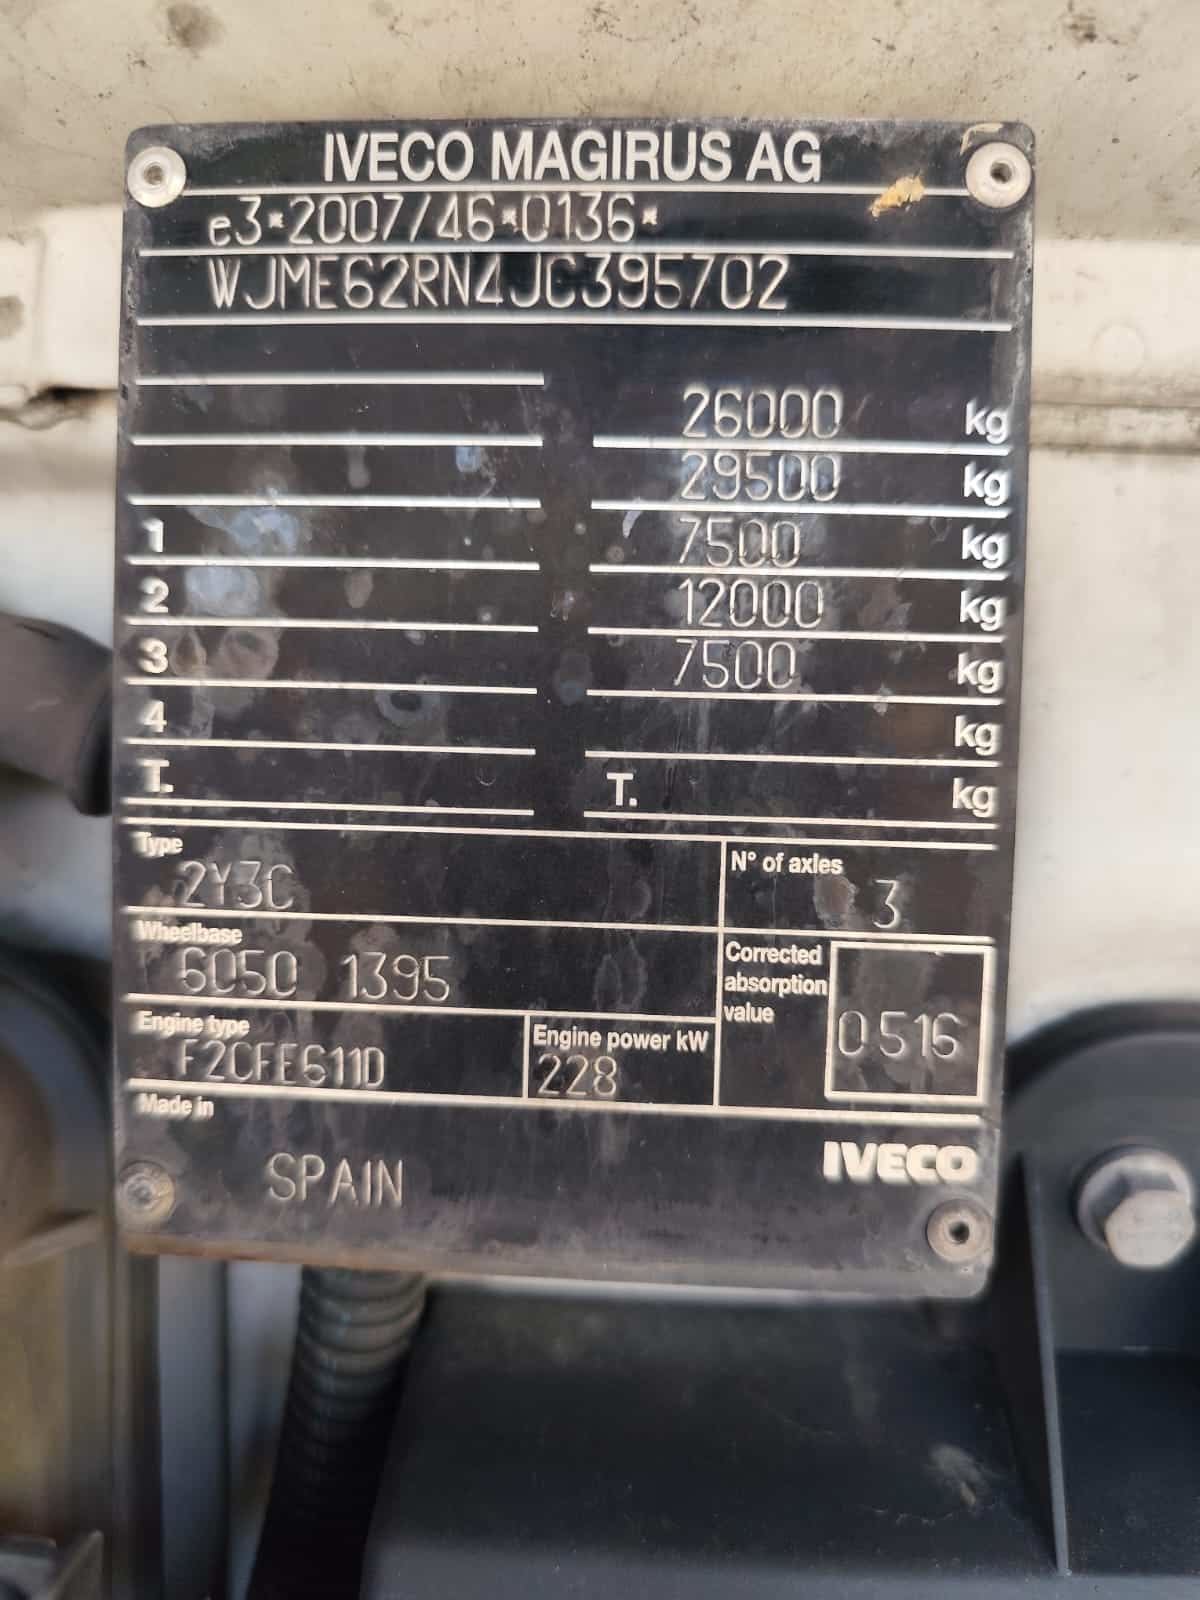 IVECO MAGIRUS AG
e3*2007/46*0136*
WJME62RN4JC395702
26000 kg
29500 kg
1 7500 kg
2 12000 kg
3 7500 kg
4 kg
T. T. kg
Type
2Y3C
N° of axles
3
Wheelbase
6050 1395
Corrected
absorption
value
0.516
Engine type
F2CFE611D
Engine power kW
228
Made in
SPAIN
IVECO